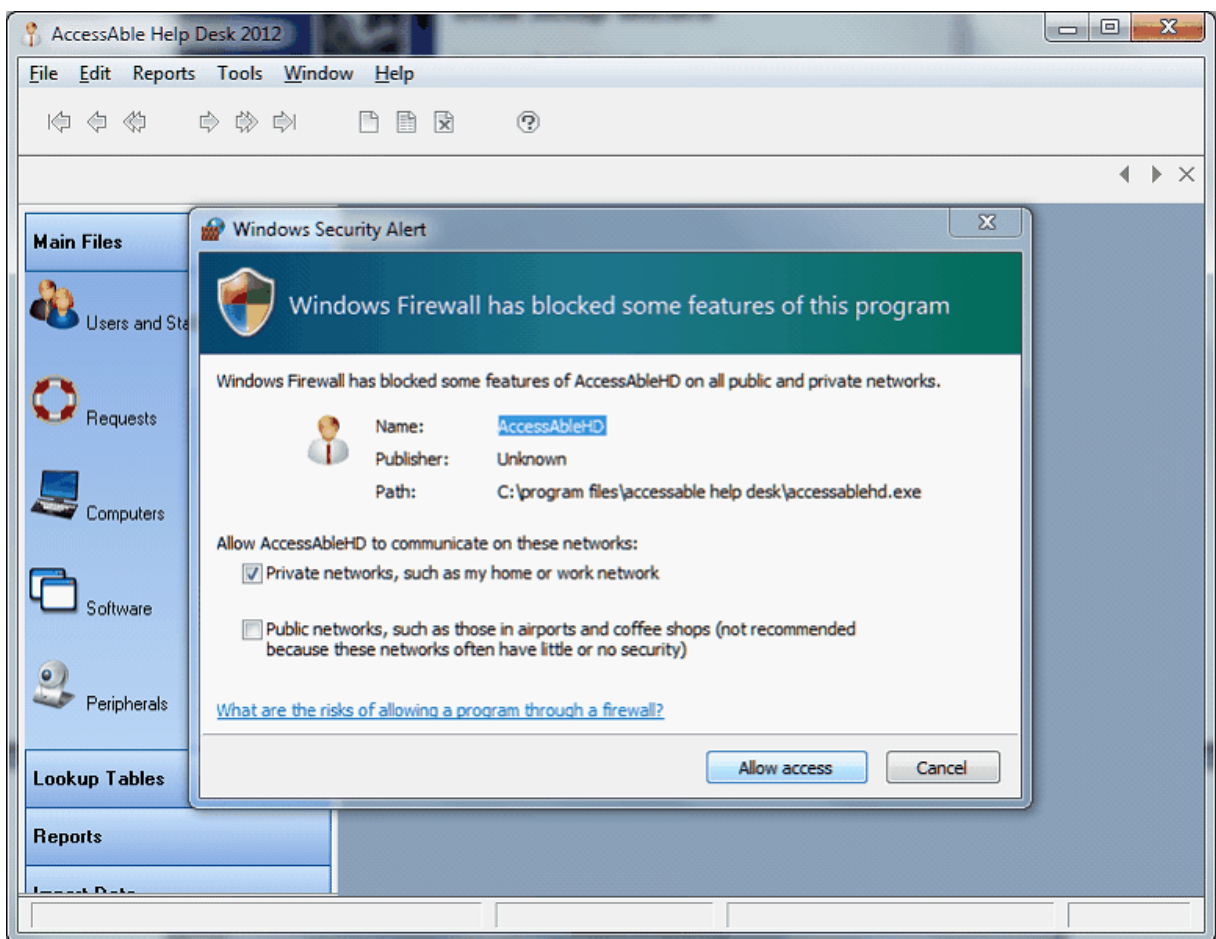 AccessAble Help Desk 2012
File Edit Reports Tools Window Help
Main Files
Users and Sta
Requests
Computers
Software
Peripherals
Lookup Tables
Reports
Import Data
Windows Security Alert
Windows Firewall has blocked some features of this program
Windows Firewall has blocked some features of AccessAbleHD on all public and private networks.
Name: AccessAbleHD
Publisher: Unknown
Path: C:\program files\accessable help desk\accessablehd.exe
Allow AccessAbleHD to communicate on these networks:
Private networks, such as my home or work network
Public networks, such as those in airports and coffee shops (not recommended
because these networks often have little or no security)
What are the risks of allowing a program through a firewall?
Allow access Cancel